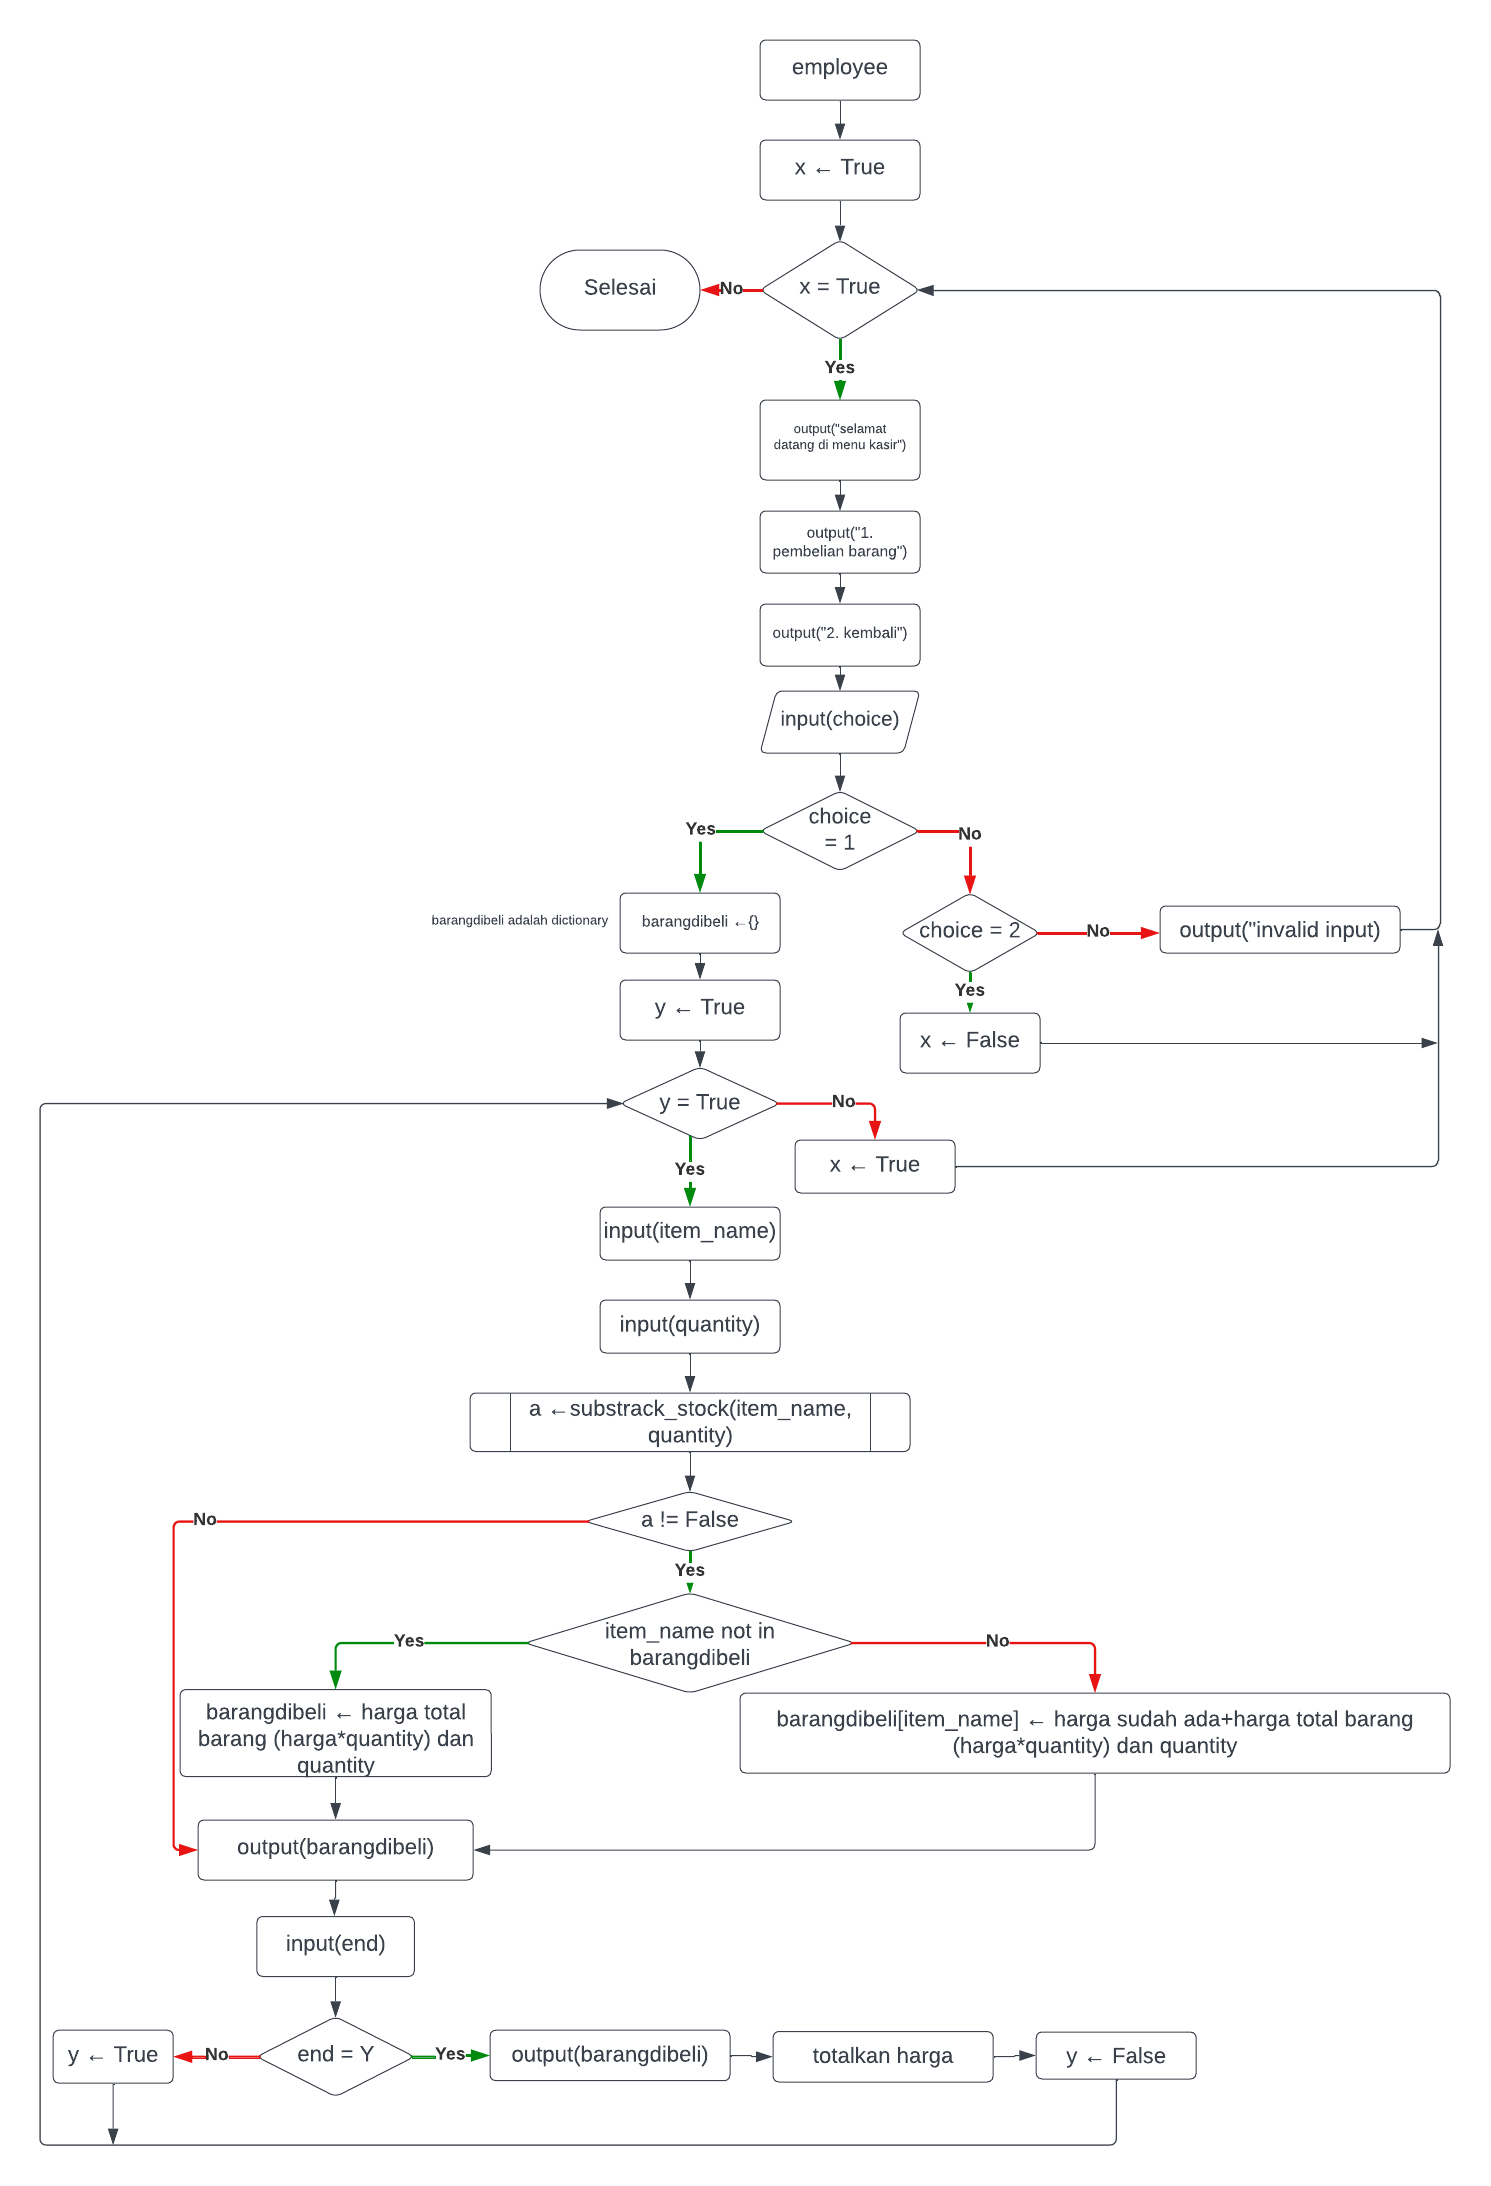 employee
x ← True
x = True
No
Selesai
Yes
output("selamat
datang di menu kasir")
output("1.
pembelian barang")
output("2. kembali")
input(choice)
choice
= 1
Yes
No
barangdibeli adalah dictionary
barangdibeli ←{}
choice = 2
No
output("invalid input)
Yes
y ← True
x ← False
y = True
No
x ← True
Yes
input(item_name)
input(quantity)
a ←substrack_stock(item_name,
quantity)
a != False
No
Yes
item_name not in
barangdibeli
Yes
No
barangdibeli ← harga total
barang (harga*quantity) dan
quantity
barangdibeli[item_name] ← harga sudah ada+harga total barang
(harga*quantity) dan quantity
output(barangdibeli)
input(end)
y ← True
No
end = Y
Yes
output(barangdibeli)
totalkan harga
y ← False